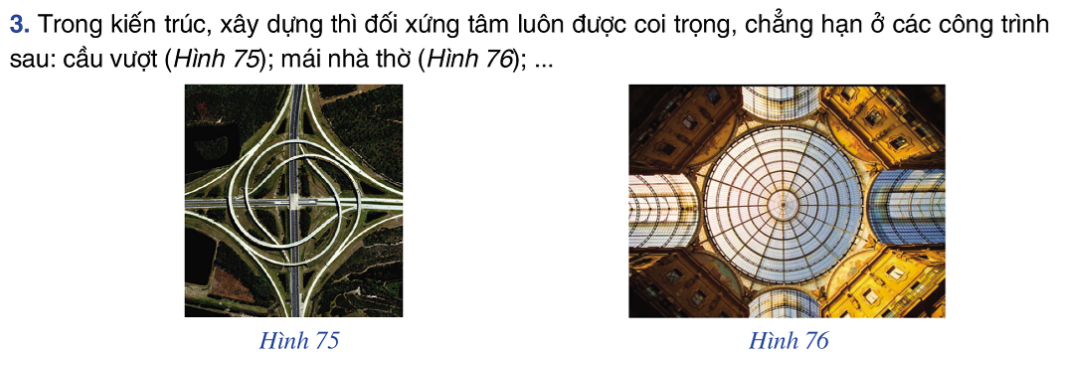 3. Trong kiến trúc, xây dựng thì đối xứng tâm luôn được coi trọng, chẳng hạn ở các công trình
sau: cầu vượt (Hình 75); mái nhà thờ (Hình 76); ...
Hình 75
Hình 76